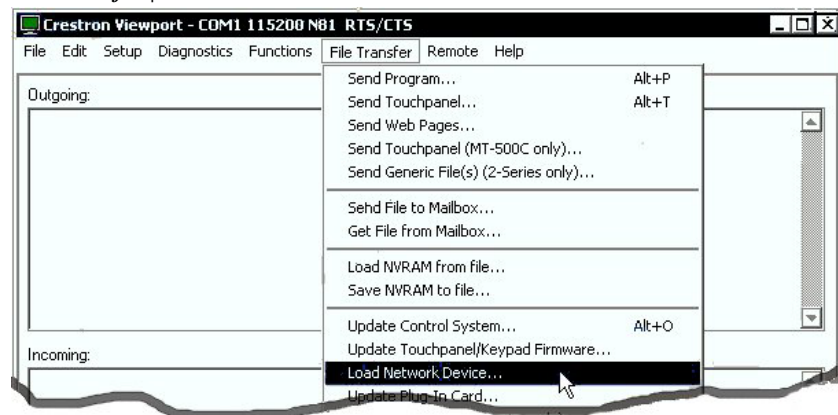 Crestron Viewport - COM1 115200 N81 RTS/CTS
File Edit Setup Diagnostics Functions File Transfer Remote Help
Outgoing:
Send Program... Alt+P
Send Touchpanel... Alt+T
Send Web Pages...
Send Touchpanel (MT-500C only)...
Send Generic File(s) (2-Series only)...
Send File to Mailbox...
Get File from Mailbox...
Load NVRAM from file...
Save NVRAM to file...
Update Control System... Alt+O
Update Touchpanel/Keypad Firmware...
Incoming:
Load Network Device...
Update Plug-In Card...